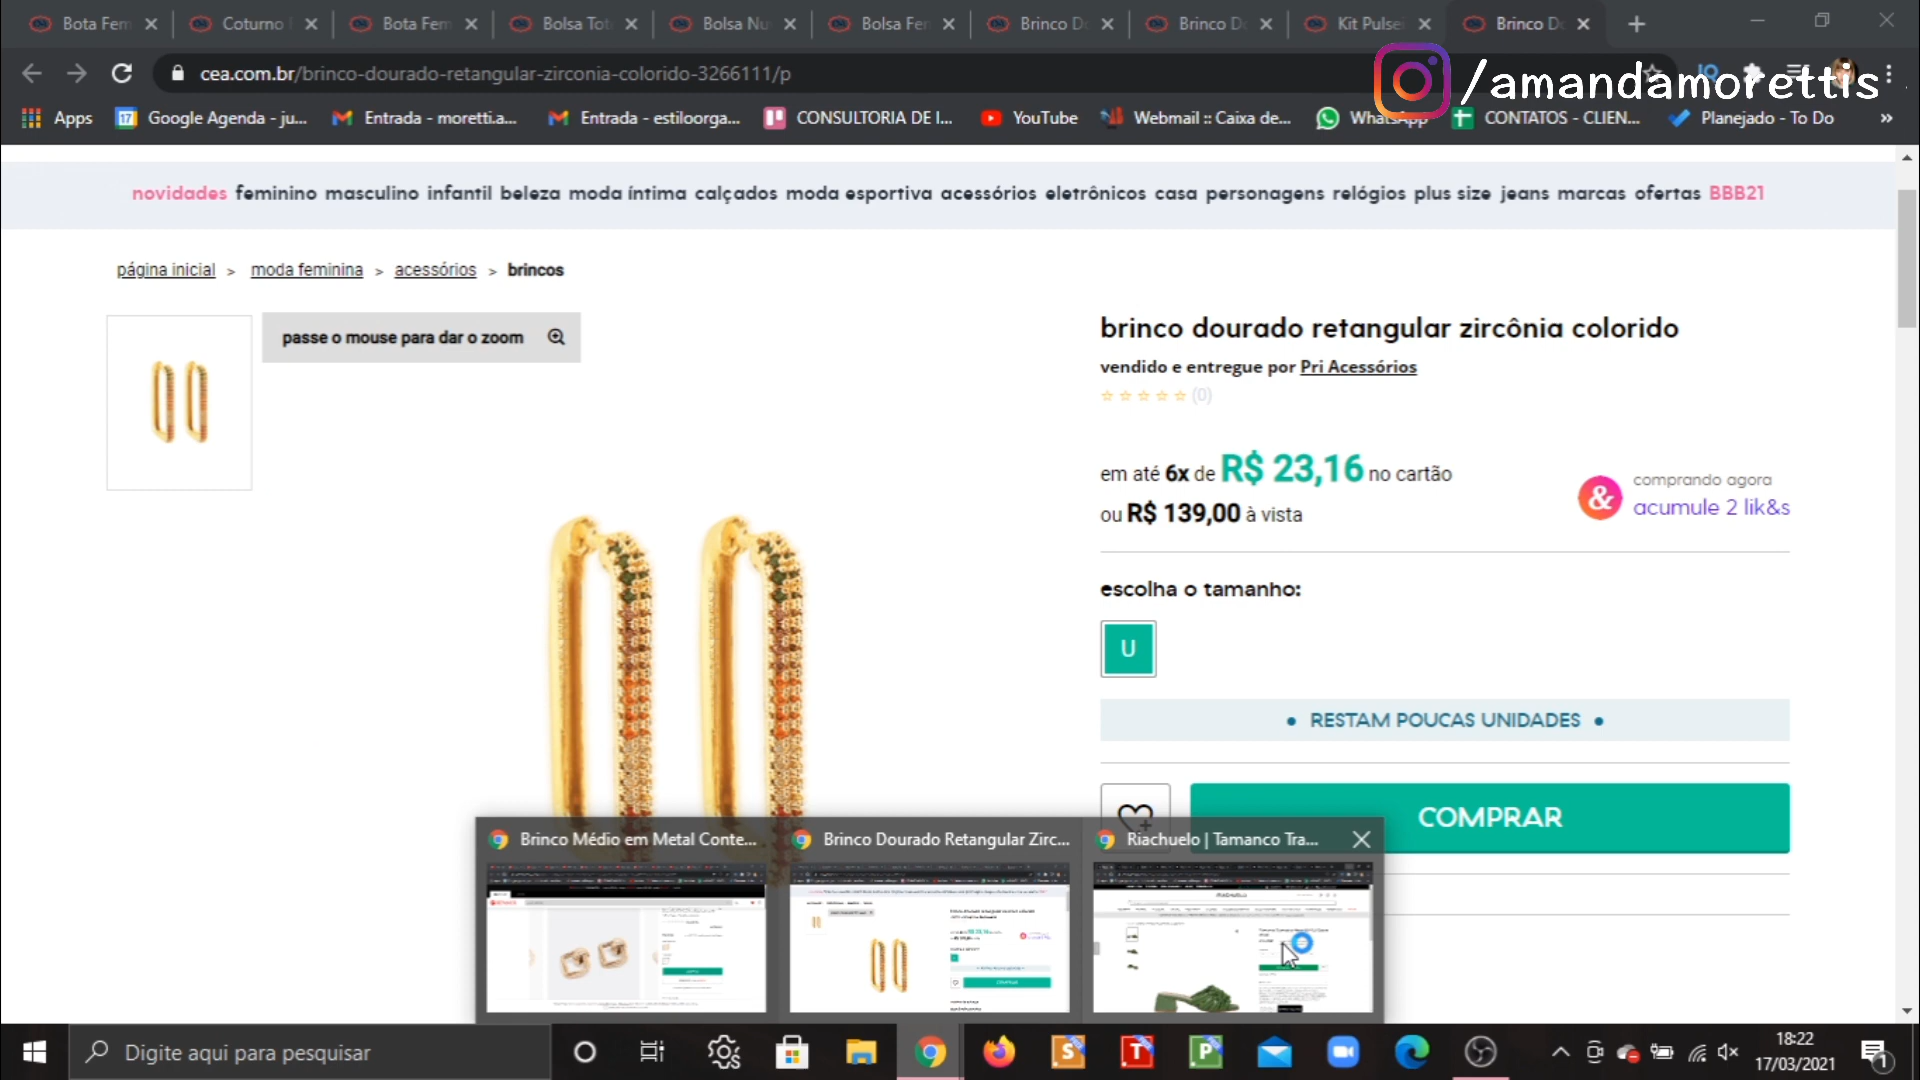 Bota Fem
Coturno
Bota Fem
Bolsa Tot
Bolsa Nu
Bolsa Fe
Brinco D
Brinco D
Kit Pulse
Brinco D
cea.com.br/brinco-dourado-retangular-zirconia-colorido-3266111/p
/amandamorettis
Apps
17
Google Agenda - ju...
Entrada - moretti.a...
Entrada - estiloorga...
CONSULTORIA DE I...
YouTube
Webmail :: Caixa de...
WhatsApp
CONTATOS - CLIEN...
Planejado - To Do
»
novidades feminino masculino infantil beleza moda íntima calçados moda esportiva acessórios eletrônicos casa personagens relógios plus size jeans marcas ofertas BBB21
página inicial > moda feminina > acessórios > brincos
passe o mouse para dar o zoom
brinco dourado retangular zircônia colorido
vendido e entregue por Pri Acessórios
(0)
em até 6x de R$ 23,16 no cartão
ou R$ 139,00 à vista
& comprando agora
acumule 2 lik&s
escolha o tamanho:
U
• RESTAM POUCAS UNIDADES •
COMPRAR
Brinco Médio em Metal Conte...
Brinco Dourado Retangular Zirc...
Riachuelo | Tamanco Tra...
RIACHUELO
Digite aqui para pesquisar
S
T
P
18:22
17/03/2021
1